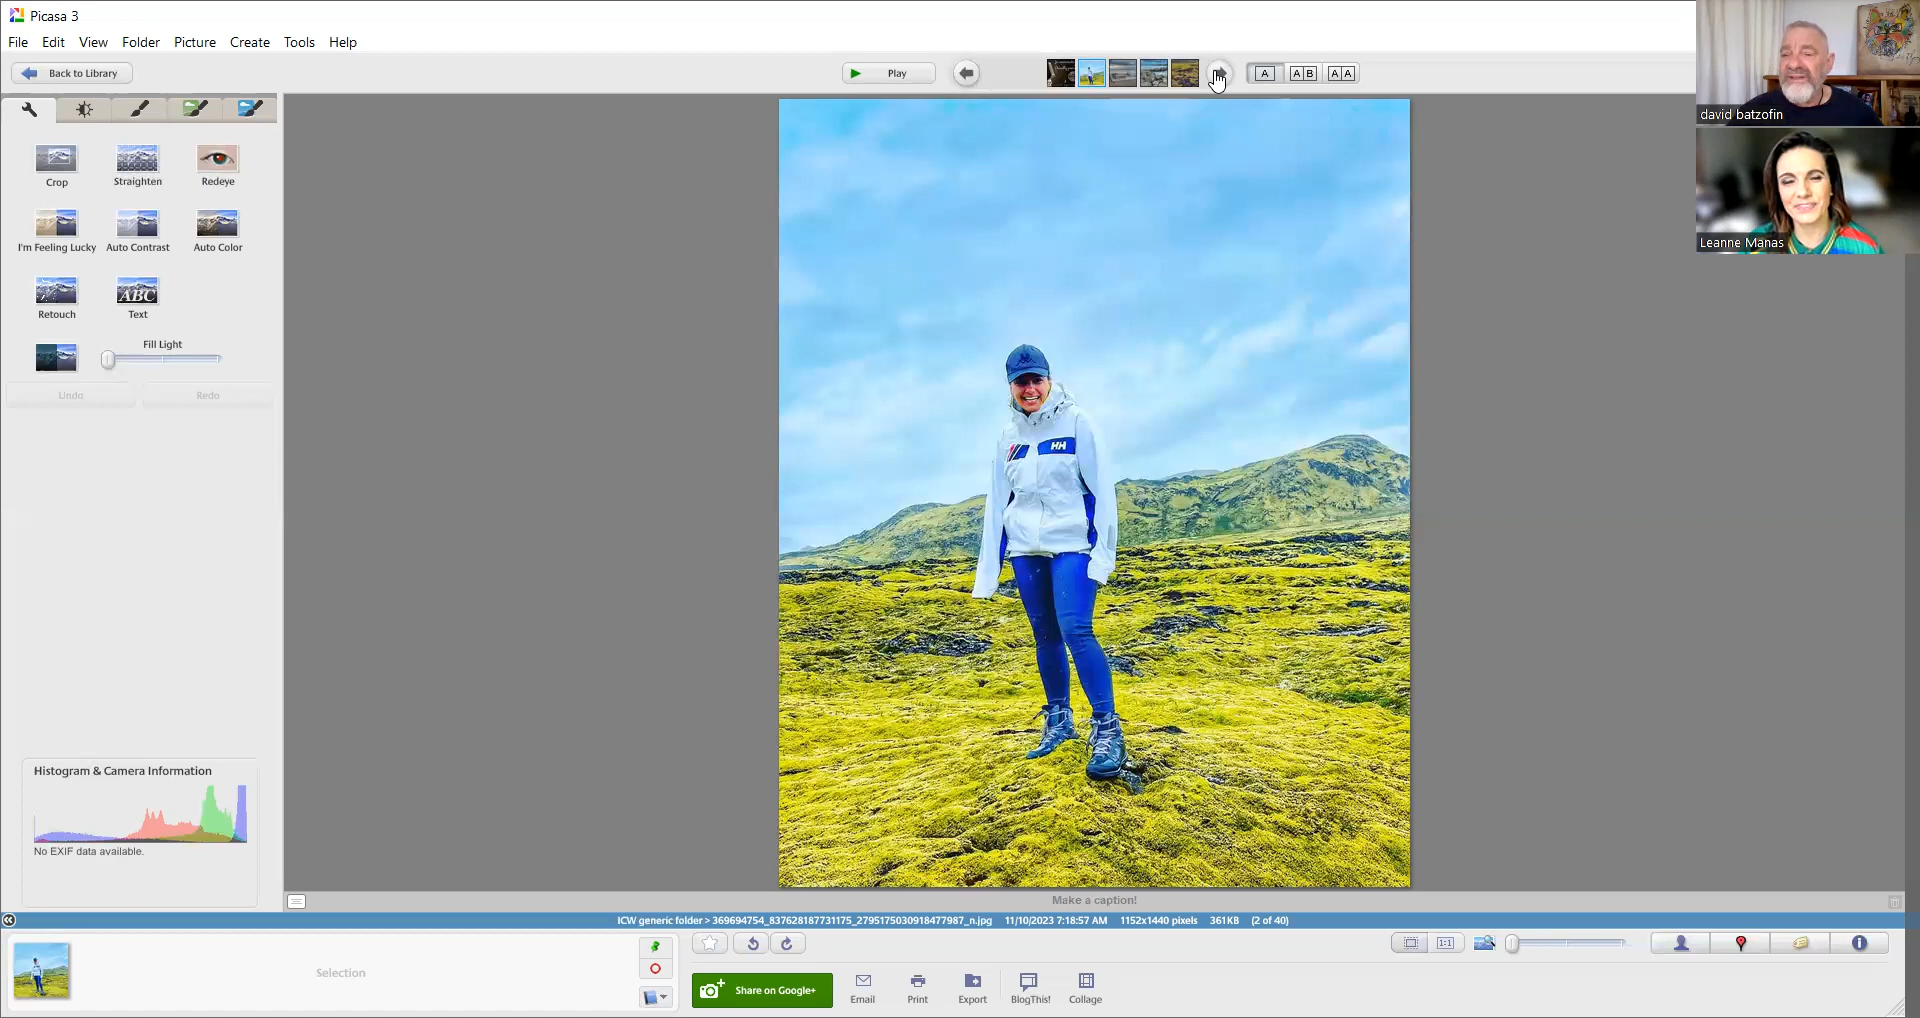 Picasa 3
File Edit View Folder Picture Create Tools Help
Back to Library
Play
A
A B
A A
david batzofin
Leanne Manas
Crop
Straighten
Redeye
I'm Feeling Lucky
Auto Contrast
Auto Color
Retouch
ABC
Text
Fill Light
Undo
Redo
HH
Histogram & Camera Information
No EXIF data available.
Make a caption!
ICW generic folder > 369694754_837628187731175_2795175030918477987_n.jpg 11/10/2023 7:18:57 AM 1152x1440 pixels 361KB (2 of 40)
Selection
1:1
Share on Google+
Email
Print
Export
BlogThis!
Collage